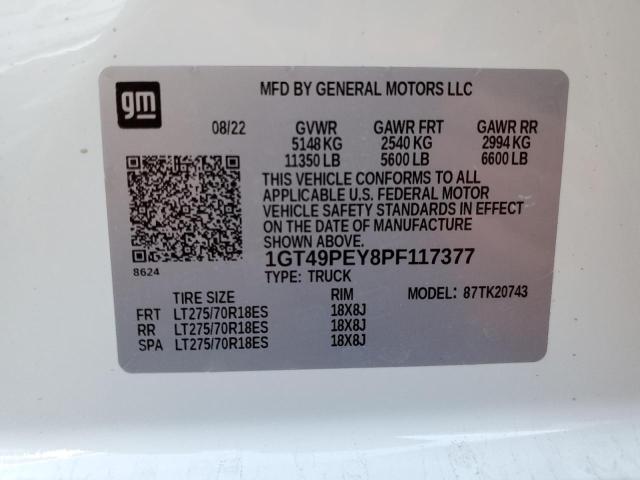 gm
MFD BY GENERAL MOTORS LLC
08/22 GVWR GAWR FRT GAWR RR
5148 KG 2540 KG 2994 KG
11350 LB 5600 LB 6600 LB
THIS VEHICLE CONFORMS TO ALL
APPLICABLE U.S. FEDERAL MOTOR
VEHICLE SAFETY STANDARDS IN EFFECT
ON THE DATE OF MANUFACTURE
SHOWN ABOVE.
8624
1GT49PEY8PF117377
TYPE: TRUCK
MODEL: 87TK20743
TIRE SIZE RIM
FRT LT275/70R18ES 18X8J
RR LT275/70R18ES 18X8J
SPA LT275/70R18ES 18X8J